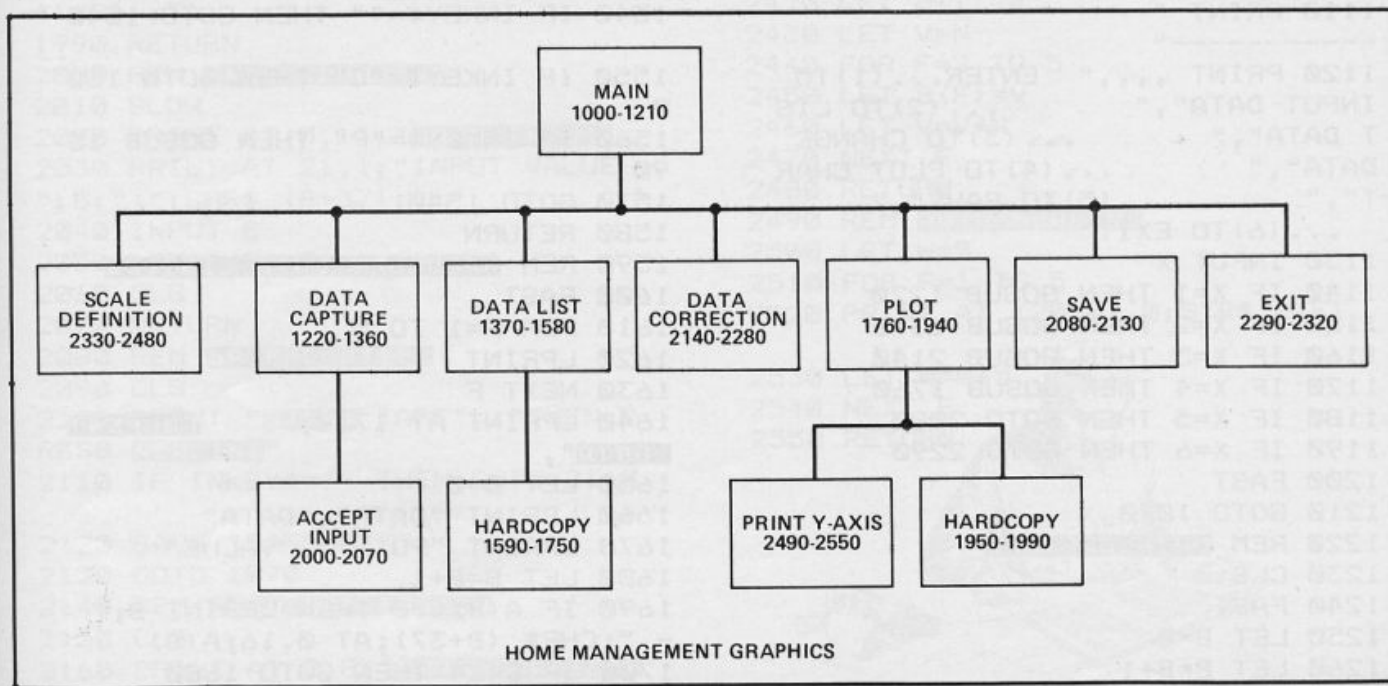 MAIN
1000-1210
SCALE
DEFINITION
2330-2480
DATA
CAPTURE
1220-1360
DATA LIST
1370-1580
DATA
CORRECTION
2140-2280
PLOT
1760-1940
SAVE
2080-2130
EXIT
2290-2320
ACCEPT
INPUT
2000-2070
HARDCOPY
1590-1750
PRINT Y-AXIS
2490-2550
HARDCOPY
1950-1990
HOME MANAGEMENT GRAPHICS